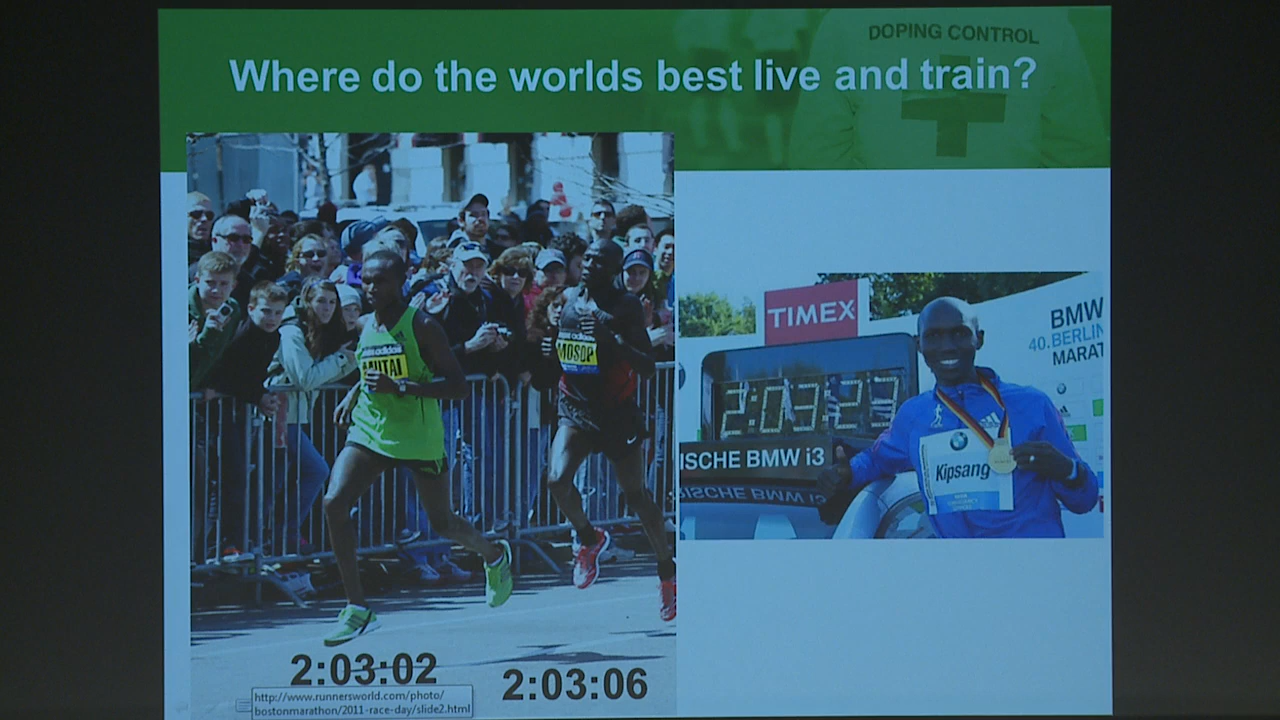 DOPING CONTROL
Where do the worlds best live and train?
MUTAI
MOSOP
2:03:02
2:03:06
http://www.runnersworld.com/photo/
bostonmarathon/2011-race-day/slide2.html
TIMEX
BMW
40.BERLIN
MARAT
2:03:23
ISCHE BMW i3
Kipsang
adidas